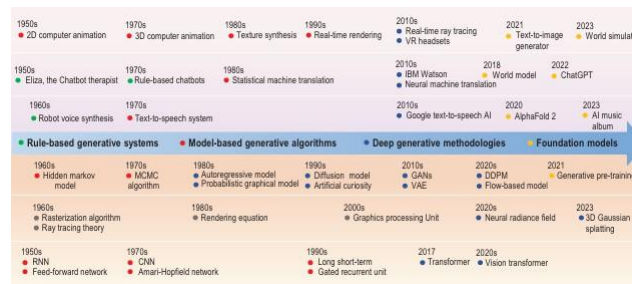 1950s
2D computer animation
1970s
3D computer animation
1980s
Texture synthesis
1990s
Real-time rendering
2010s
Real-time ray tracing
VR headsets
2021
Text-to-image
generator
2023
World simulat
1950s
Eliza, the Chatbot therapist
1970s
Rule-based chatbots
1980s
Statistical machine translation
2010s
IBM Watson
Neural machine translation
2018
World model
2022
ChatGPT
1960s
Robot voice synthesis
1970s
Text-to-speech system
2010s
Google text-to-speech AI
2020
AlphaFold 2
2023
AI music
album
Rule-based generative systems
Model-based generative algorithms
Deep generative methodologies
Foundation models
1960s
Hidden markov
model
1970s
MCMC
algorithm
1980s
Autoregressive model
Probabilistic graphical model
1990s
Diffusion model
Artificial curiosity
2010s
GANs
VAE
2020s
DDPM
Flow-based model
2021
Generative pre-training
1960s
Rasterization algorithm
Ray tracing theory
1980s
Rendering equation
2000s
Graphics processing Unit
2020s
Neural radiance field
2023
3D Gaussian
splatting
1950s
RNN
Feed-forward network
1970s
CNN
Amari-Hopfield network
1990s
Long short-term
Gated recurrent unit
2017
Transformer
2020s
Vision transformer